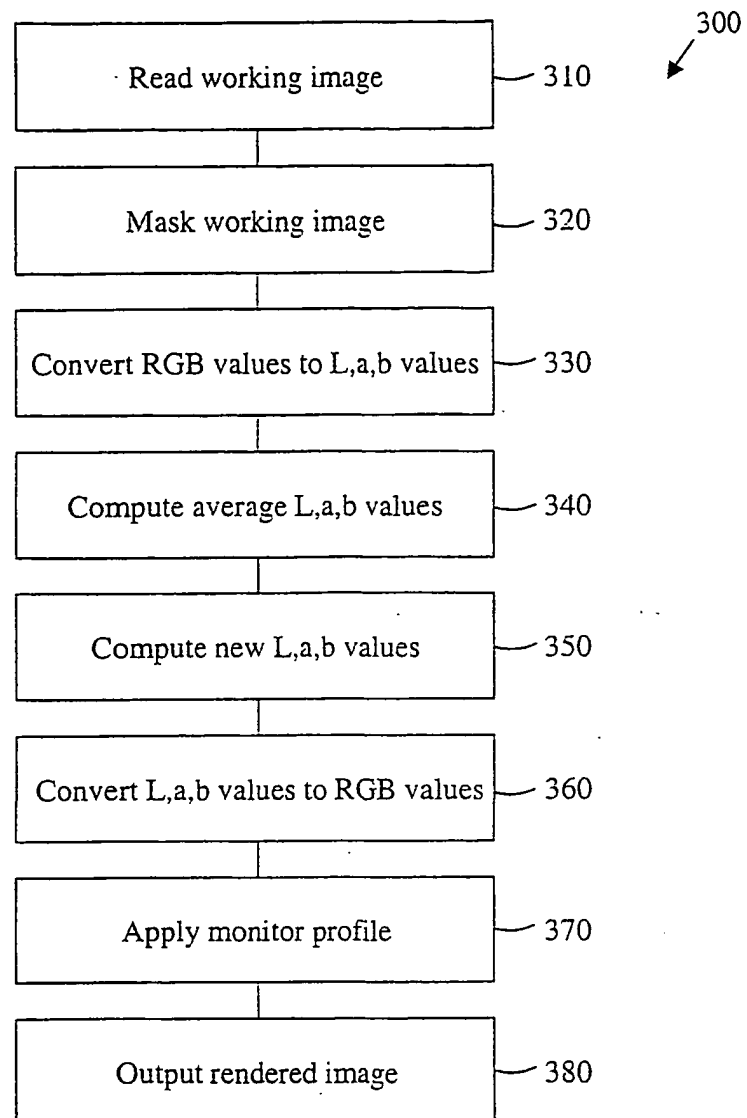 300
Read working image 310
Mask working image 320
Convert RGB values to L,a,b values 330
Compute average L,a,b values 340
Compute new L,a,b values 350
Convert L,a,b values to RGB values 360
Apply monitor profile 370
Output rendered image 380